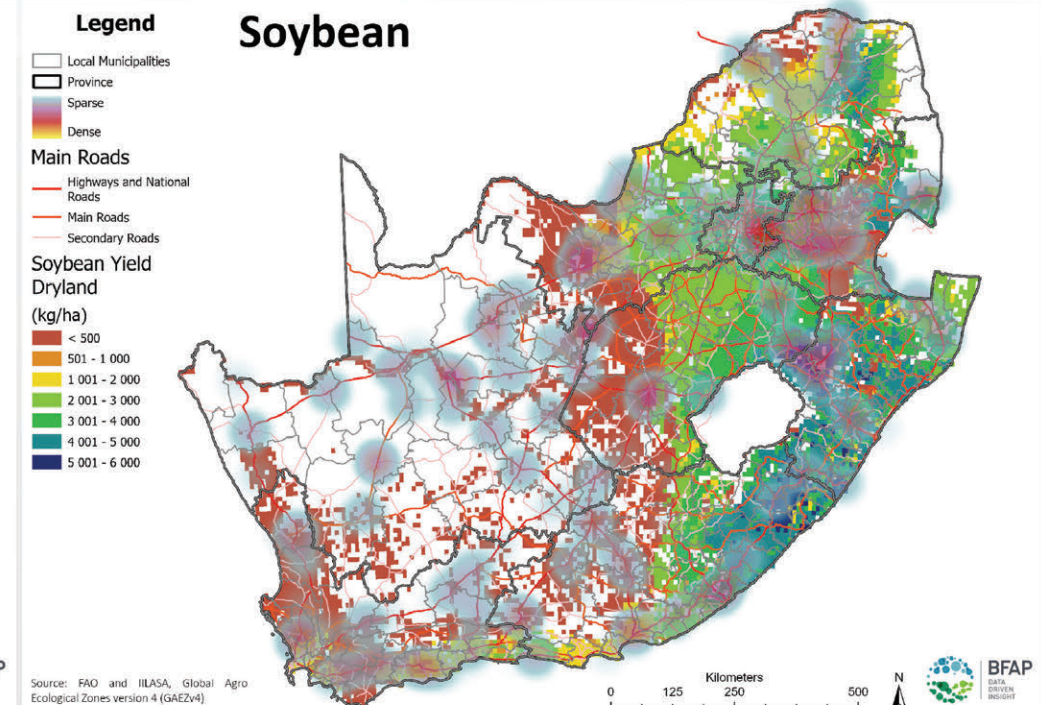 Legend
Soybean
Local Municipalities
Province
Sparse
Dense
Main Roads
Highways and National
Roads
Main Roads
Secondary Roads
Soybean Yield
Dryland
(kg/ha)
< 500
501 - 1 000
1 001 - 2 000
2 001 - 3 000
3 001 - 4 000
4 001 - 5 000
5 001 - 6 000
Source: FAO and IILASA, Global Agro
Ecological Zones version 4 (GAEZv4)
Kilometers
0 125 250 500
N
BFAP
DATA
DRIVEN
INSIGHT